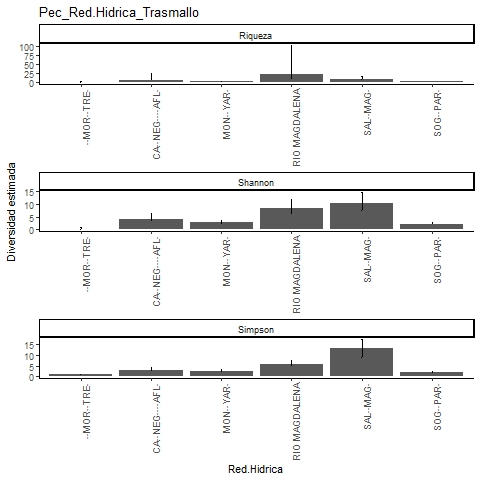 Pec_Red.Hidrica_Trasmallo
Riqueza
100
75
50
25
0
--MOR--TRE-
CA--NEG----AFL-
MON--YAR-
RIO MAGDALENA
SAL--MAG-
SOG--PAR-
Diversidad estimada
Shannon
15
10
5
0
--MOR--TRE-
CA--NEG----AFL-
MON--YAR-
RIO MAGDALENA
SAL--MAG-
SOG--PAR-
Simpson
15
10
5
0
--MOR--TRE-
CA--NEG----AFL-
MON--YAR-
RIO MAGDALENA
SAL--MAG-
SOG--PAR-
Red.Hidrica